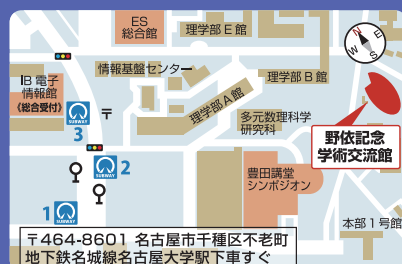 ES
総合館
理学部E館
N
E
W
S
IB電子
情報館
《総合受付》
情報基盤センター
理学部B館
SUBWAY
3
〒
理学部A館
多元数理科学
研究科
野依記念
学術交流館
SUBWAY
2
豊田講堂
シンポジオン
1
SUBWAY
本部1号館
〒464-8601 名古屋市千種区不老町
地下鉄名城線名古屋大学駅下車すぐ